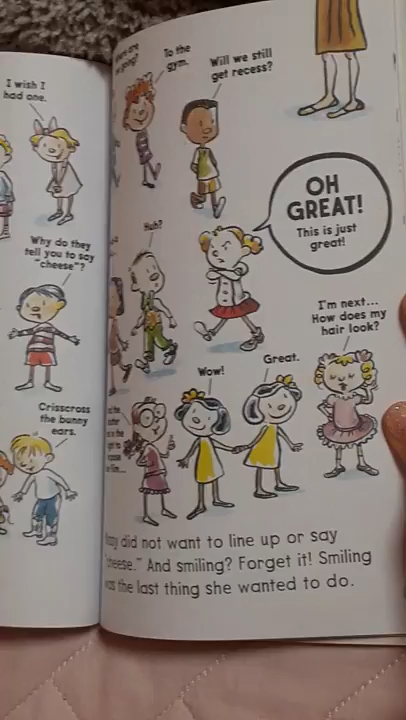 I wish I
had one.
Why do they
tell you to say
"cheese"?
Crisscross
the bunny
ears.
To the
gym.
Will we still
get recess?
OH
GREAT!
This is just
great!
Huh?
I'm next...
How does my
hair look?
Wow!
Great.
did not want to line up or say
"cheese." And smiling? Forget it! Smiling
was the last thing she wanted to do.